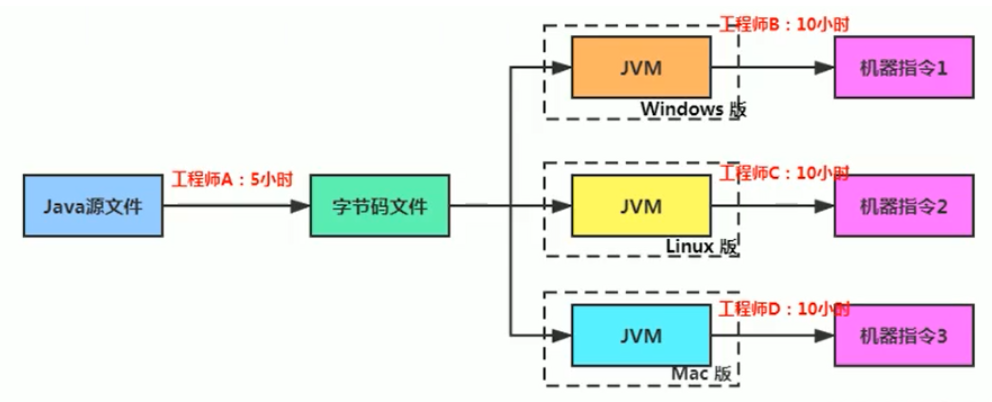 工程师B：10小时
JVM
机器指令1
Windows 版
工程师A：5小时
Java源文件
字节码文件
工程师C：10小时
JVM
机器指令2
Linux 版
工程师D：10小时
JVM
机器指令3
Mac 版